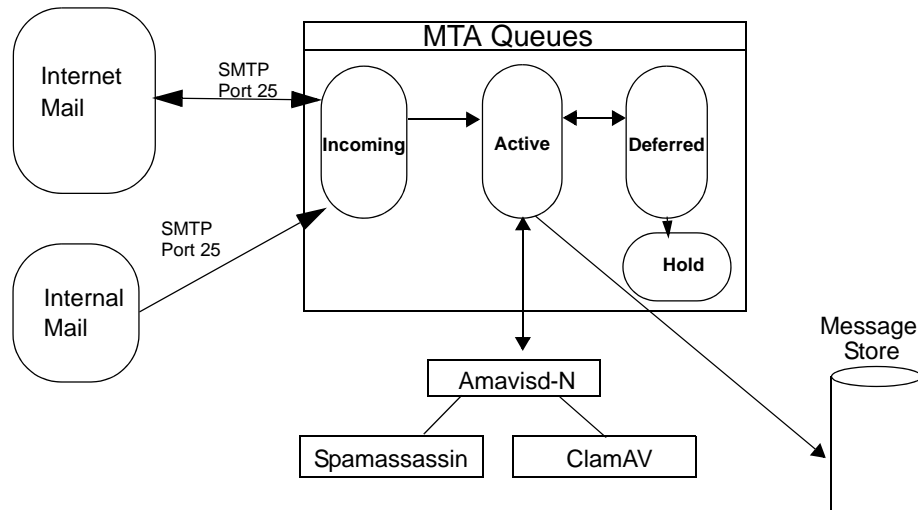 MTA Queues
Internet
Mail
SMTP
Port 25
Incoming
Active
Deferred
Hold
SMTP
Port 25
Internal
Mail
Message
Store
Amavisd-N
Spamassassin
ClamAV